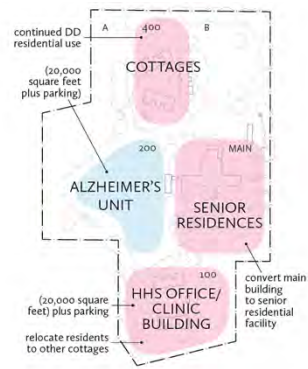 continued DD
residential use
A
400
B
COTTAGES
(20,000
square feet
plus parking)
200
MAIN
ALZHEIMER'S
UNIT
SENIOR
RESIDENCES
100
HHS OFFICE/
CLINIC
BUILDING
(20,000 square
feet) plus parking
relocate residents
to other cottages
convert main
building
to senior
residential
facility